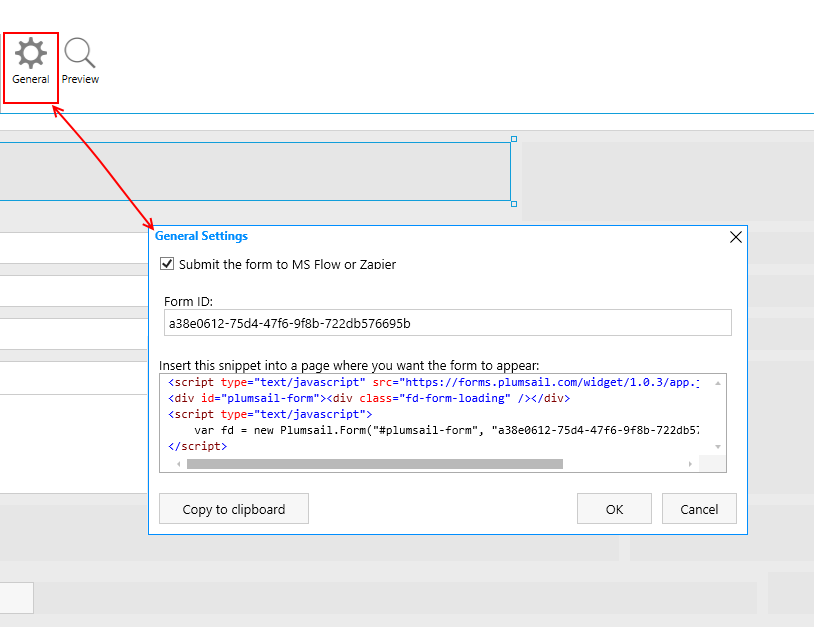 General
Preview
General Settings
Submit the form to MS Flow or Zapier
Form ID:
a38e0612-75d4-47f6-9f8b-722db576695b
Insert this snippet into a page where you want the form to appear:
<script type="text/javascript" src="https://forms.plumsail.com/widget/1.0.3/app.j
<div id="plumsail-form"><div class="fd-form-loading" /></div>
<script type="text/javascript">
var fd = new Plumsail.Form("#plumsail-form", "a38e0612-75d4-47f6-9f8b-722db57
</script>
Copy to clipboard
OK
Cancel